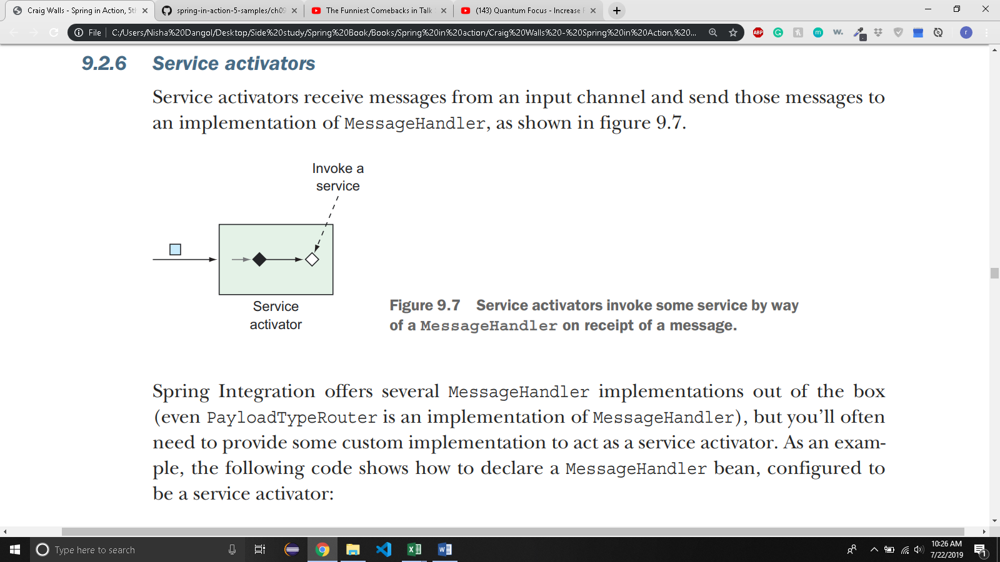 Craig Walls - Spring in Action, 5th
spring-in-action-5-samples/ch09
The Funniest Comebacks in Talk
(143) Quantum Focus - Increase F
File
C:/Users/Nisha%20Dangol/Desktop/Side%20study/Spring%20Book/Books/Spring%20in%20action/Craig%20Walls%20-%20Spring%20in%20Action,%20...
ABP
G
m
w.
r
9.2.6 Service activators
Service activators receive messages from an input channel and send those messages to
an implementation of MessageHandler, as shown in figure 9.7.
Invoke a
service
Service
activator
Figure 9.7 Service activators invoke some service by way
of a MessageHandler on receipt of a message.
Spring Integration offers several MessageHandler implementations out of the box
(even PayloadTypeRouter is an implementation of MessageHandler), but you’ll often
need to provide some custom implementation to act as a service activator. As an exam-
ple, the following code shows how to declare a MessageHandler bean, configured to
be a service activator:
Type here to search
10:26 AM
7/22/2019
1